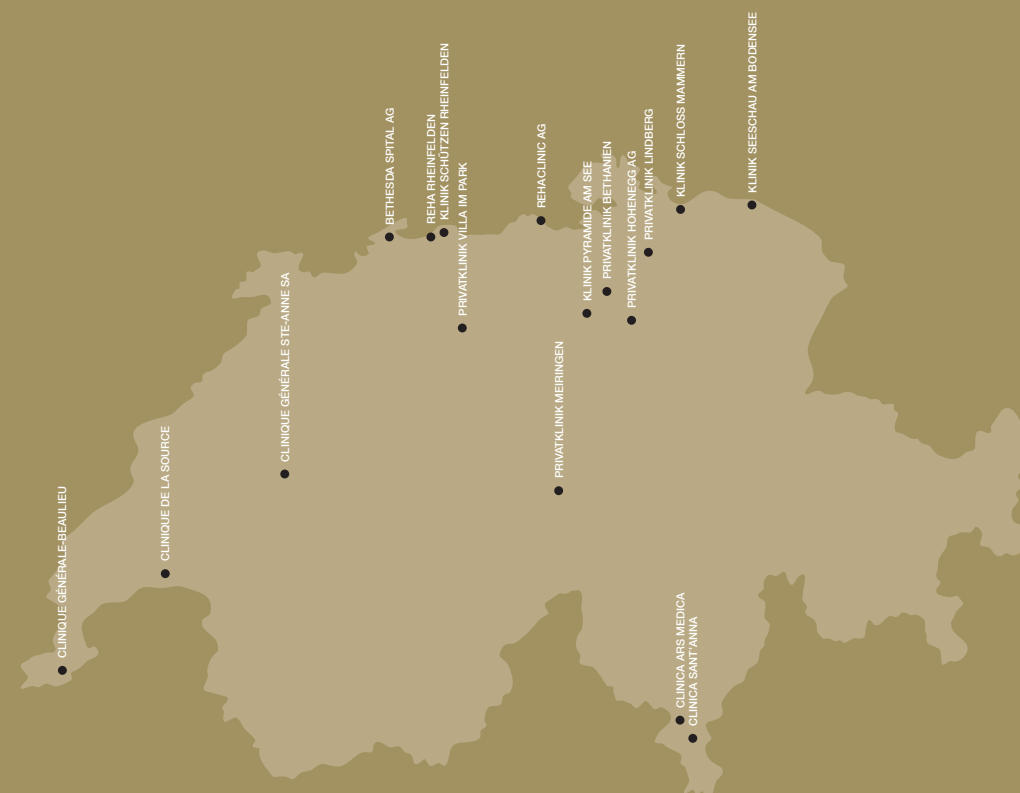 CLINIQUE GÉNÉRALE-BEAULIEU
CLINIQUE DE LA SOURCE
CLINIQUE GÉNÉRALE STE-ANNE SA
BETHESDA SPITAL AG
REHA RHEINFELDEN
KLINIK SCHÜTZEN RHEINFELDEN
PRIVATKLINIK VILLA IM PARK
REHACLINIC AG
PRIVATKLINIK MEIRINGEN
KLINIK PYRAMIDE AM SEE
PRIVATKLINIK BETHANIEN
PRIVATKLINIK HOHENEGG AG
PRIVATKLINIK LINDBERG
KLINIK SCHLOSS MAMMERN
CLINICA ARS MEDICA
CLINICA SANT'ANNA
KLINIK SEESCHAU AM BODENSEE